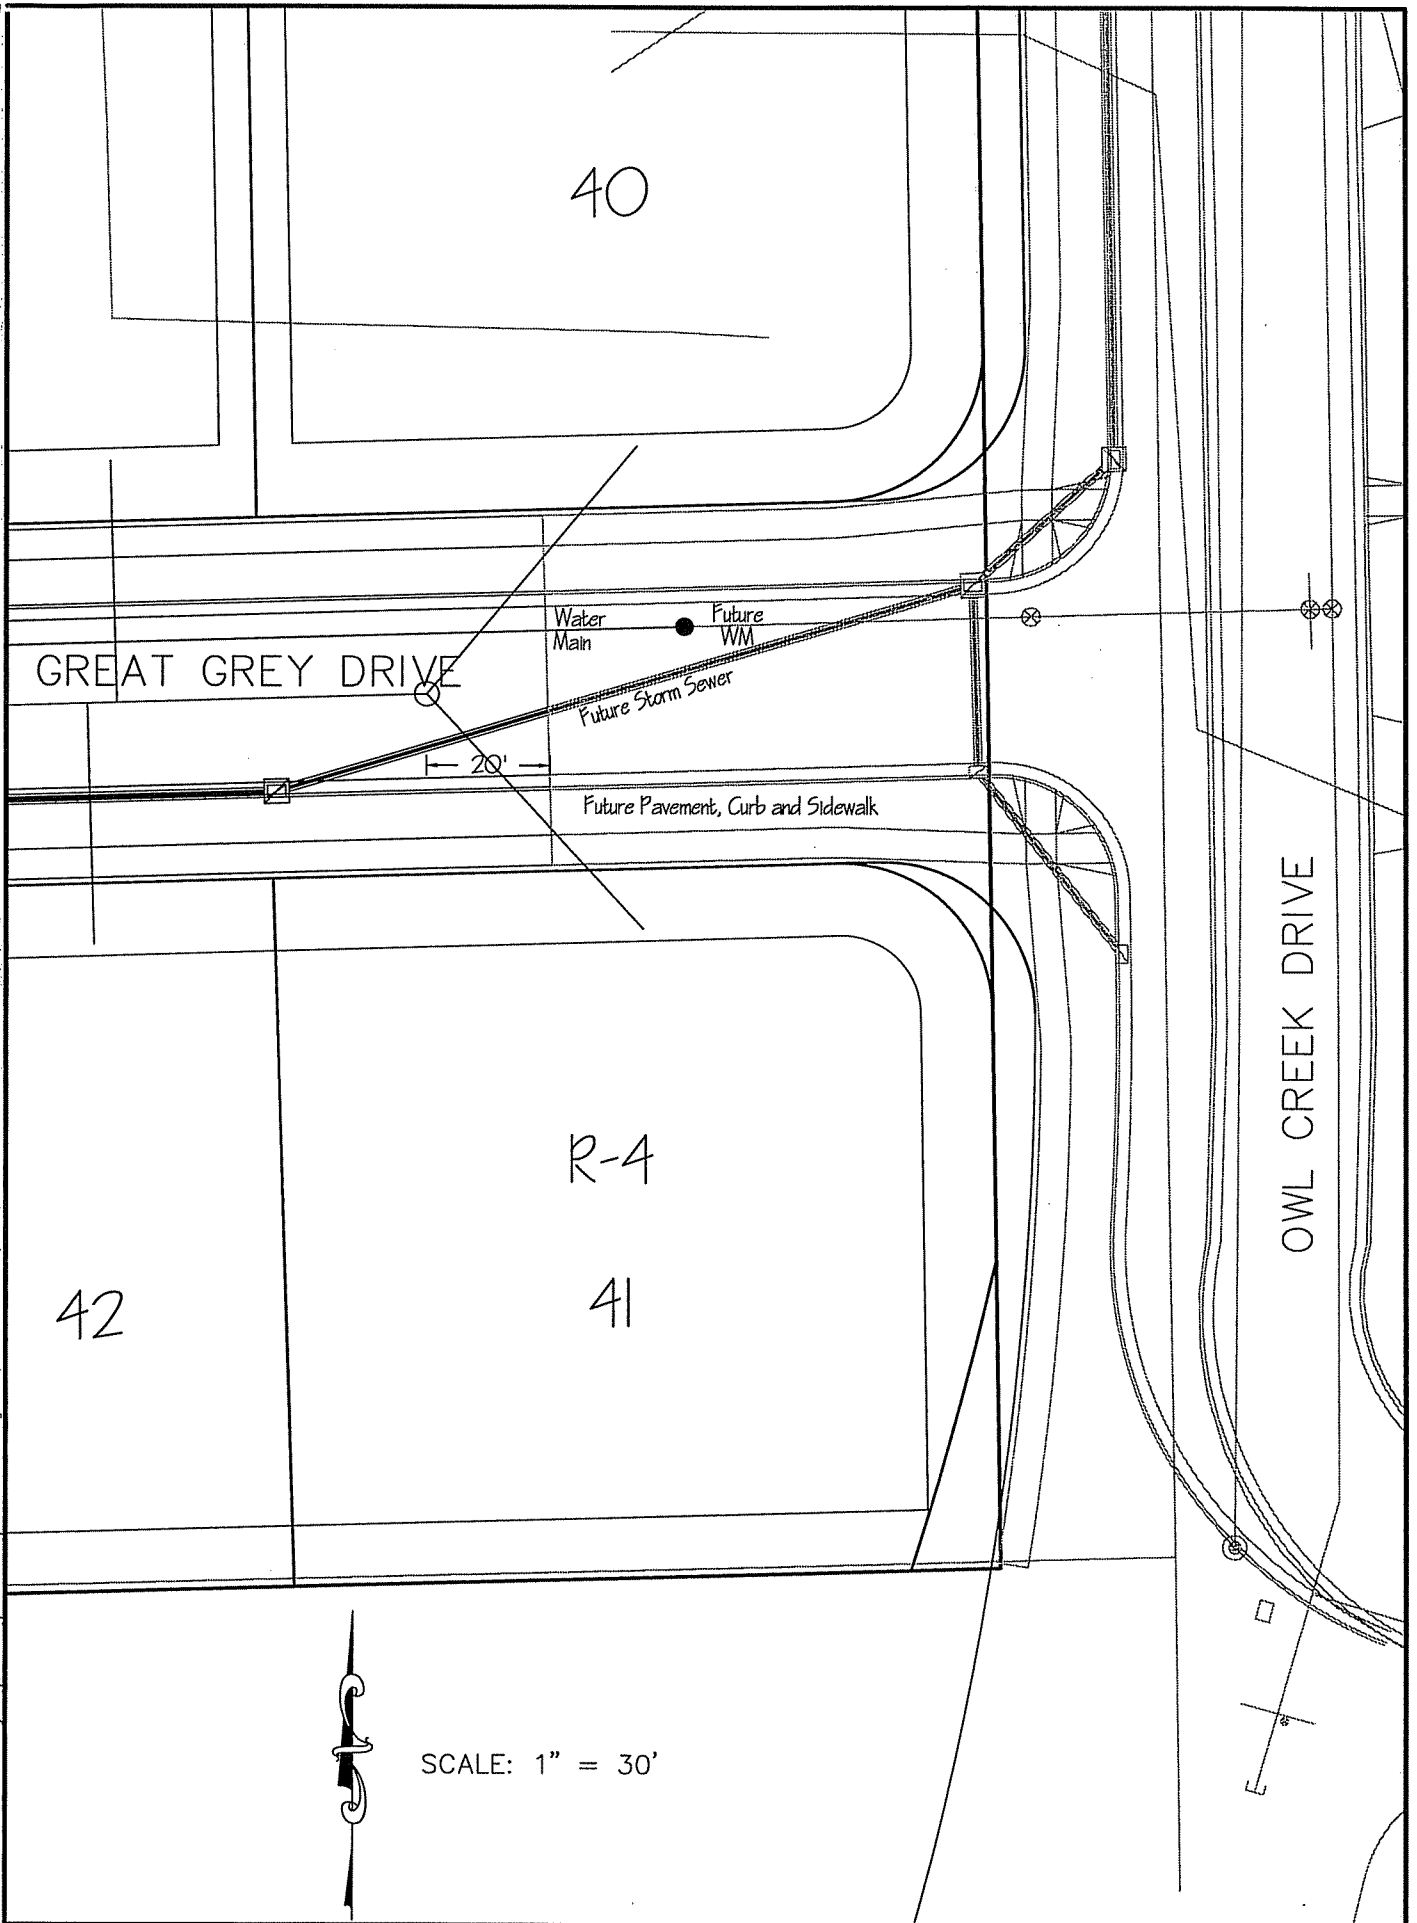 40
Water
Main
Future
WM
GREAT GREY DRIVE
Future Storm Sewer
20'
Future Pavement, Curb and Sidewalk
OWL CREEK DRIVE
R-4
42
41
SCALE: 1" = 30'